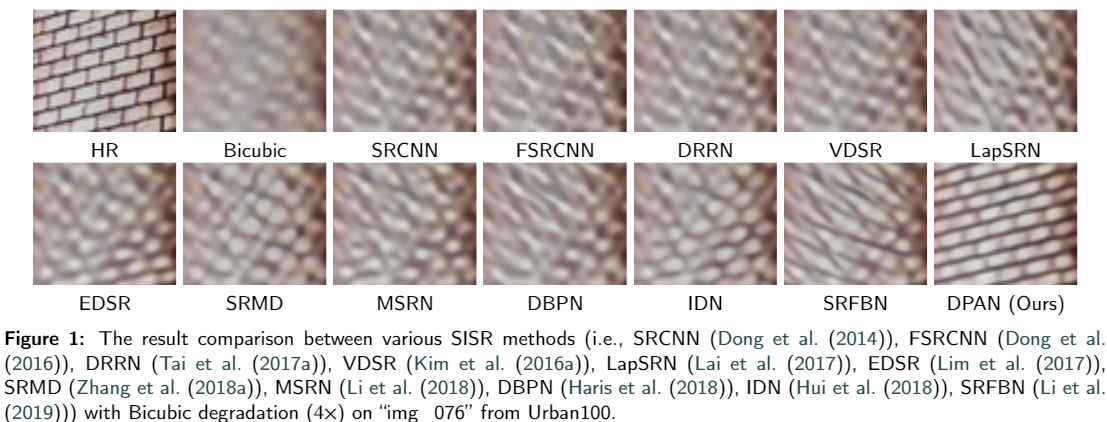 HR Bicubic SRCNN FSRCNN DRRN VDSR LapSRN
EDSR SRMD MSRN DBPN IDN SRFBN DPAN (Ours)
Figure 1: The result comparison between various SISR methods (i.e., SRCNN (Dong et al. (2014)), FSRCNN (Dong et al.
(2016)), DRRN (Tai et al. (2017a)), VDSR (Kim et al. (2016a)), LapSRN (Lai et al. (2017)), EDSR (Lim et al. (2017)),
SRMD (Zhang et al. (2018a)), MSRN (Li et al. (2018)), DBPN (Haris et al. (2018)), IDN (Hui et al. (2018)), SRFBN (Li et al.
(2019))) with Bicubic degradation (4×) on “img 076” from Urban100.